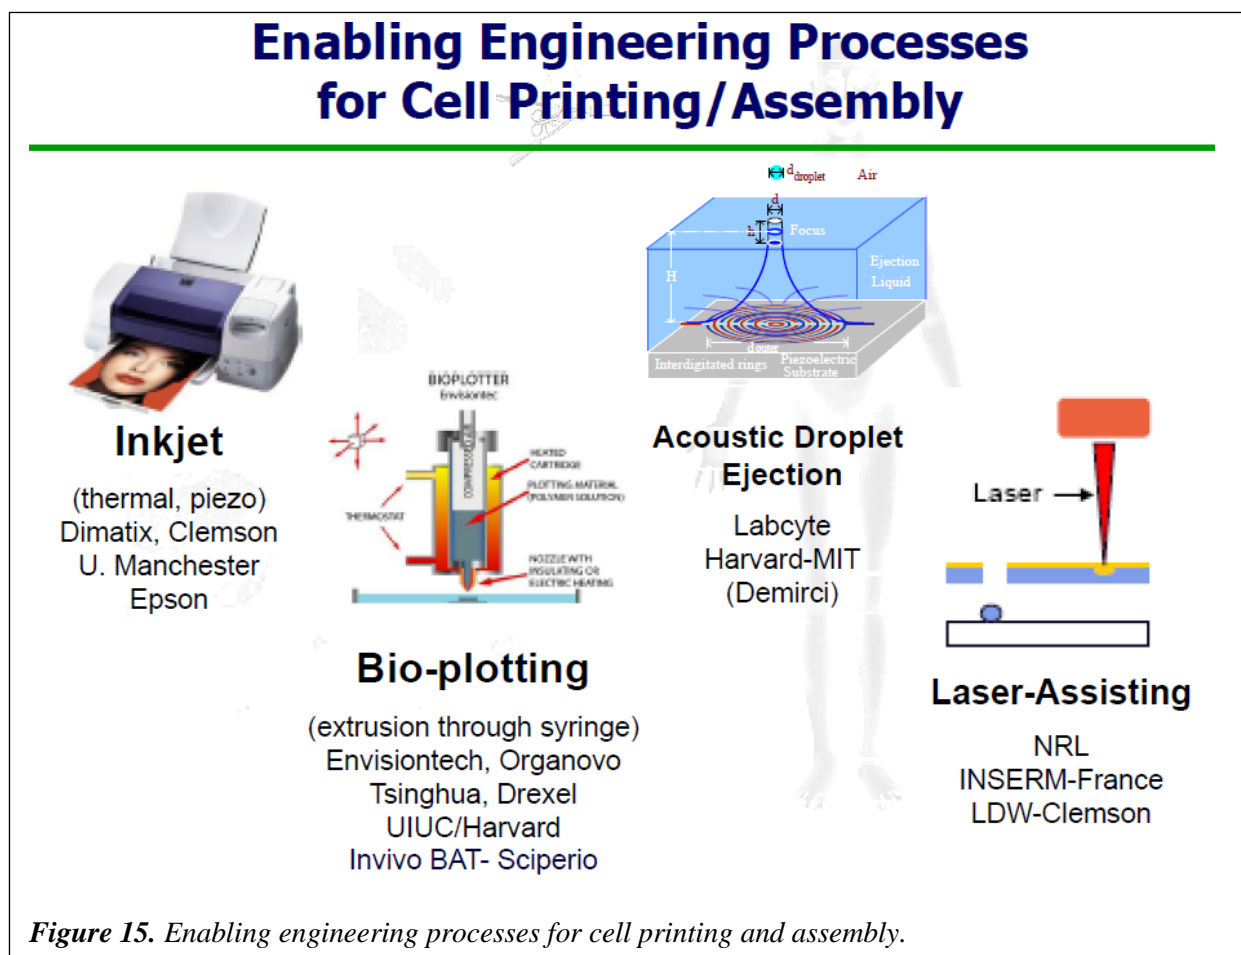 Enabling Engineering Processes
for Cell Printing/Assembly
Inkjet
(thermal, piezo)
Dimatix, Clemson
U. Manchester
Epson
BIOPLOTTER
Envisiontec
COMPRESSED AIR
HEATED
CARTRIDGE
PLOTTING MATERIAL
(POLYMER SOLUTION)
THERMOSTAT
NOZZLE WITH
INSULATING OR
ELECTRIC HEATING
Bio-plotting
(extrusion through syringe)
Envisiontech, Organovo
Tsinghua, Drexel
UIUC/Harvard
Invivo BAT- Sciperio
d droplet
Air
d
h
Focus
H
Ejection
Liquid
d outer
Interdigitated rings
Piezoelectric
Substrate
Acoustic Droplet
Ejection
Labcyte
Harvard-MIT
(Demirci)
Laser
Laser-Assisting
NRL
INSERM-France
LDW-Clemson
Figure 15. Enabling engineering processes for cell printing and assembly.